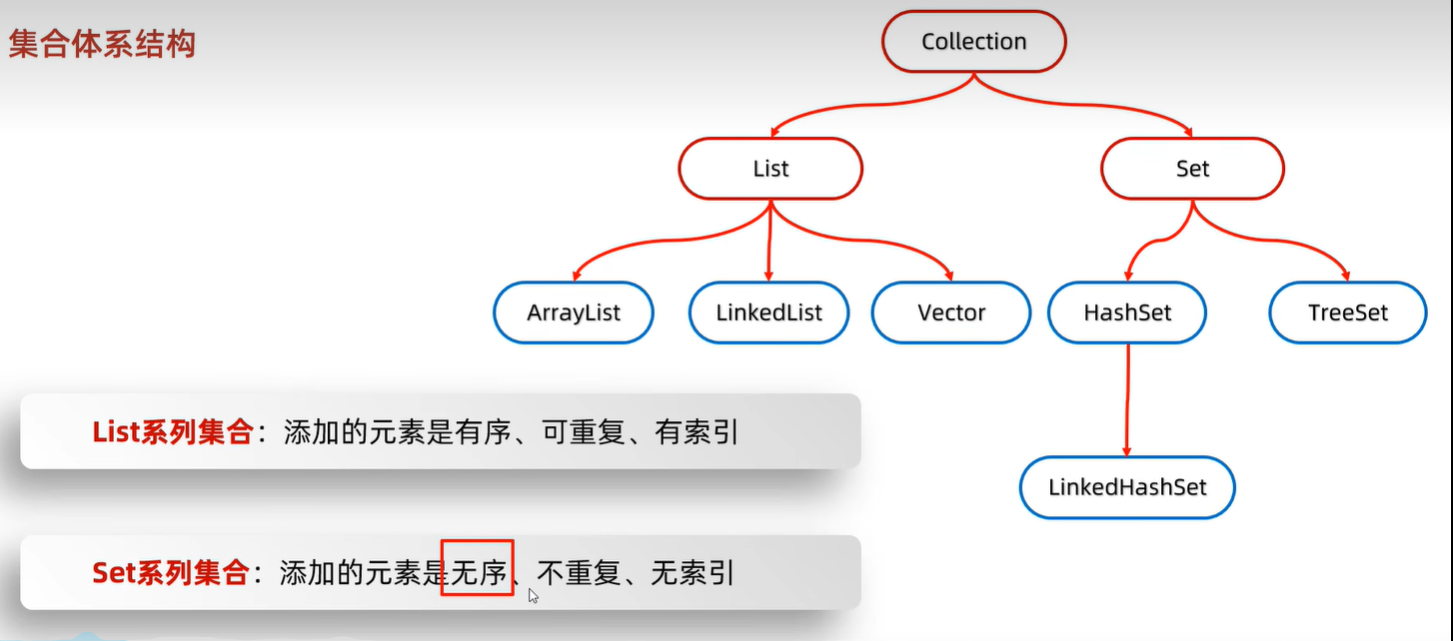 集合体系结构
Collection
List
Set
ArrayList
LinkedList
Vector
HashSet
TreeSet
LinkedHashSet
List系列集合：添加的元素是有序、可重复、有索引
Set系列集合：添加的元素是无序、不重复、无索引